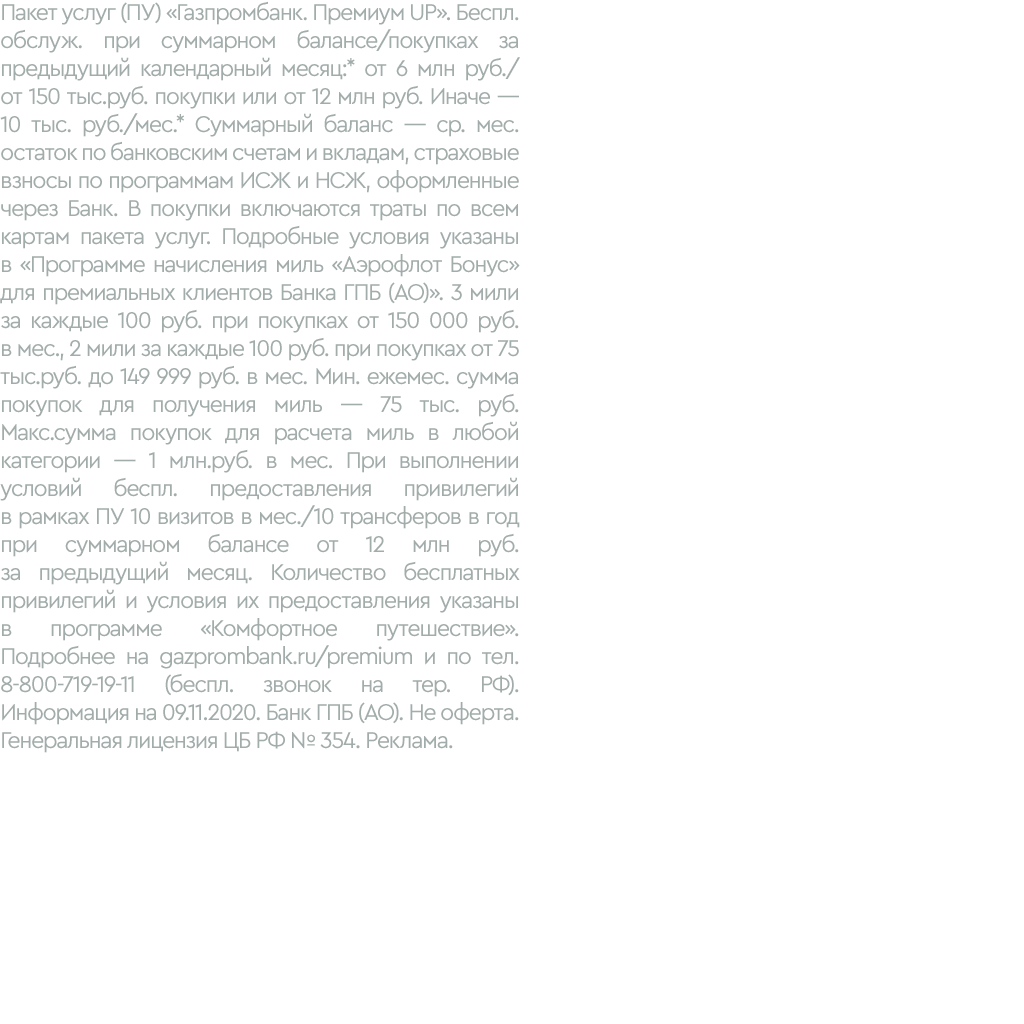 Пакет услуг (ПУ) «Газпромбанк. Премиум UP». Беспл.
обслуж. при суммарном балансе/покупках за
предыдущий календарный месяц:* от 6 млн руб./
от 150 тыс.руб. покупки или от 12 млн руб. Иначе —
10 тыс. руб./мес.* Суммарный баланс — ср. мес.
остаток по банковским счетам и вкладам, страховые
взносы по программам ИСЖ и НСЖ, оформленные
через Банк. В покупки включаются траты по всем
картам пакета услуг. Подробные условия указаны
в «Программе начисления миль «Аэрофлот Бонус»
для премиальных клиентов Банка ГПБ (АО)». 3 мили
за каждые 100 руб. при покупках от 150 000 руб.
в мес., 2 мили за каждые 100 руб. при покупках от 75
тыс.руб. до 149 999 руб. в мес. Мин. ежемес. сумма
покупок для получения миль — 75 тыс. руб.
Макс.сумма покупок для расчета миль в любой
категории — 1 млн.руб. в мес. При выполнении
условий беспл. предоставления привилегий
в рамках ПУ 10 визитов в мес./10 трансферов в год
при суммарном балансе от 12 млн руб.
за предыдущий месяц. Количество бесплатных
привилегий и условия их предоставления указаны
в программе «Комфортное путешествие».
Подробнее на gazprombank.ru/premium и по тел.
8-800-719-19-11 (беспл. звонок на тер. РФ).
Информация на 09.11.2020. Банк ГПБ (АО). Не оферта.
Генеральная лицензия ЦБ РФ № 354. Реклама.